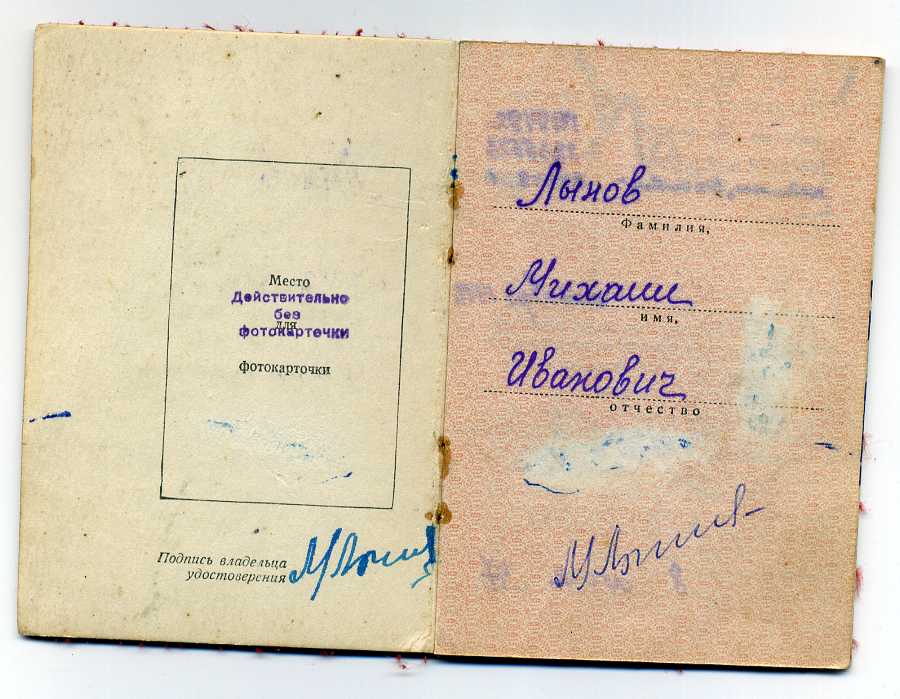 Место
Действительно
без
для
фотокарточки
фотокарточки
Подпись владельца
удостоверения
Лынов
Фамилия,
Михаил
имя,
Иванович
отчество